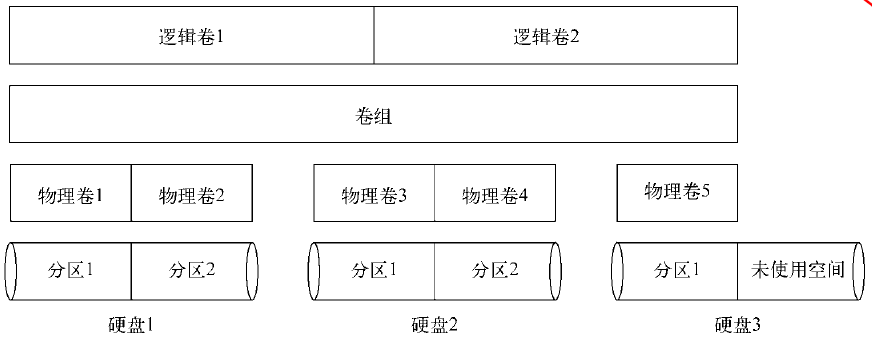 逻辑卷1 逻辑卷2
卷组
物理卷1 物理卷2 物理卷3 物理卷4 物理卷5
分区1 分区2 分区1 分区2 分区1 未使用空间
硬盘1 硬盘2 硬盘3